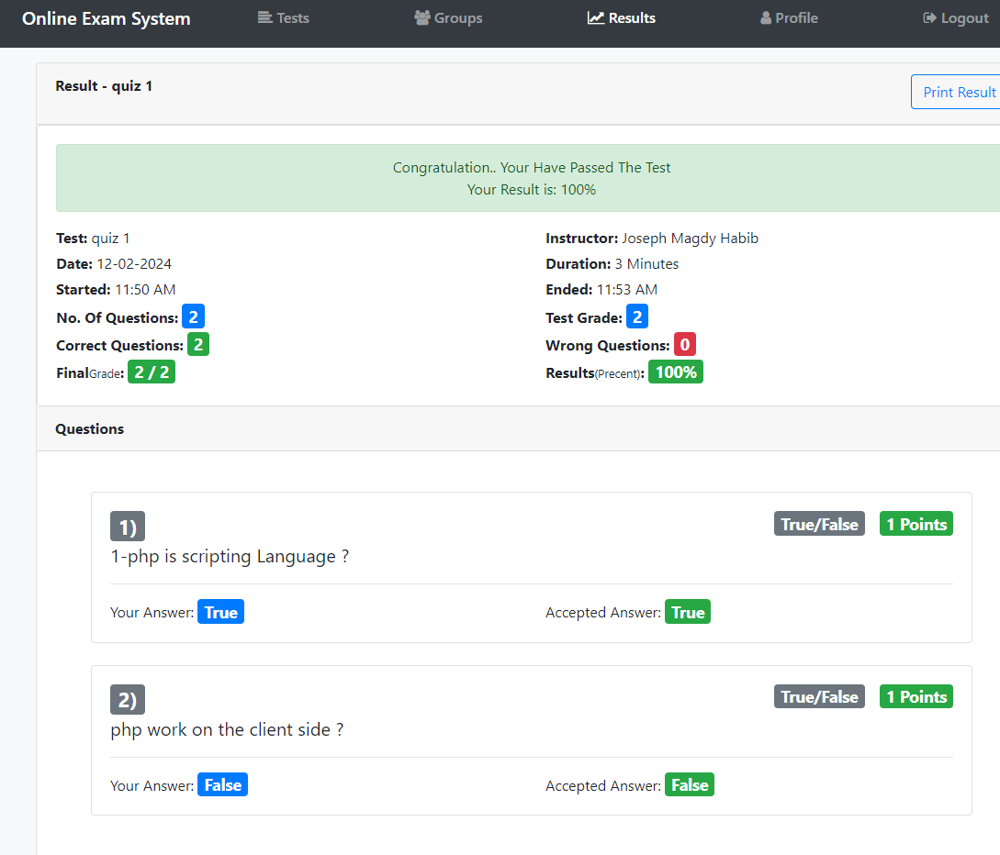 Online Exam System Tests Groups Results Profile Logout
Result - quiz 1 Print Result
Congratulation.. Your Have Passed The Test
Your Result is: 100%
Test: quiz 1 Instructor: Joseph Magdy Habib
Date: 12-02-2024 Duration: 3 Minutes
Started: 11:50 AM Ended: 11:53 AM
No. Of Questions: 2 Test Grade: 2
Correct Questions: 2 Wrong Questions: 0
FinalGrade: 2 / 2 Results(Precent): 100%
Questions
1) True/False 1 Points
1-php is scripting Language ?
Your Answer: True Accepted Answer: True
2) True/False 1 Points
php work on the client side ?
Your Answer: False Accepted Answer: False